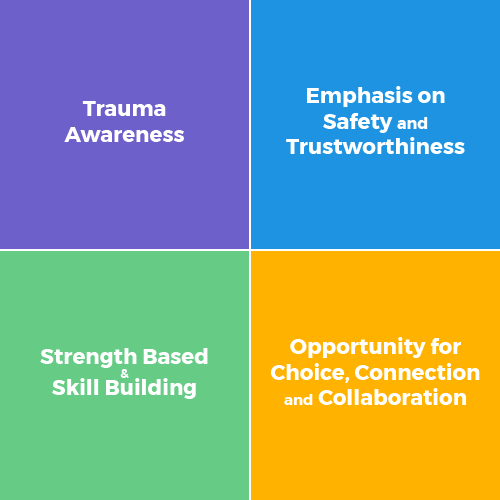 Trauma
Awareness
Emphasis on
Safety and
Trustworthiness
Strength Based
&
Skill Building
Opportunity for
Choice, Connection
and Collaboration